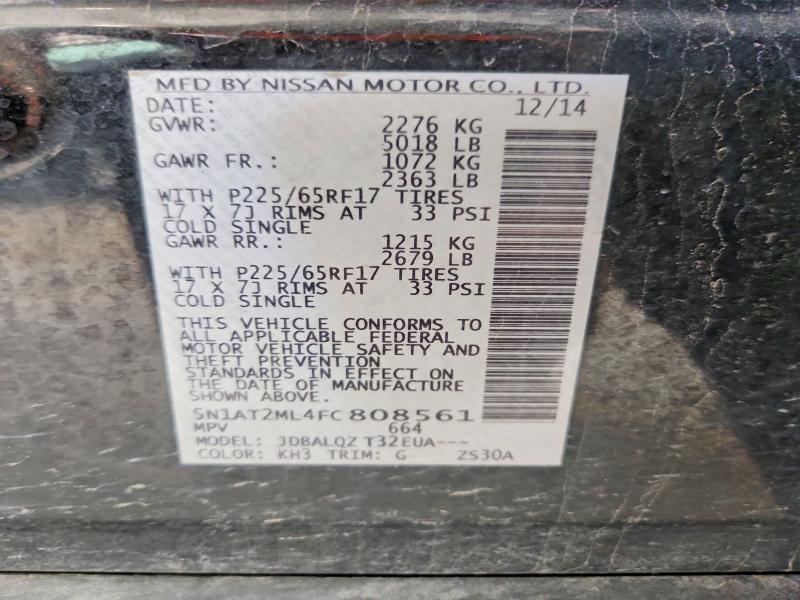 MFD BY NISSAN MOTOR CO., LTD.
DATE: 12/14
GVWR: 2276 KG
5018 LB
GAWR FR.: 1072 KG
2363 LB
WITH P225/65RF17 TIRES
17 X 7J RIMS AT 33 PSI
COLD SINGLE
GAWR RR.: 1215 KG
2679 LB
WITH P225/65RF17 TIRES
17 X 7J RIMS AT 33 PSI
COLD SINGLE
THIS VEHICLE CONFORMS TO
ALL APPLICABLE FEDERAL
MOTOR VEHICLE SAFETY AND
THEFT PREVENTION
STANDARDS IN EFFECT ON
THE DATE OF MANUFACTURE
SHOWN ABOVE.
5N1AT2ML4FC808561
MPV 664
MODEL: JDBALQZ T32EUA---
COLOR: KH3 TRIM: G ZS30A